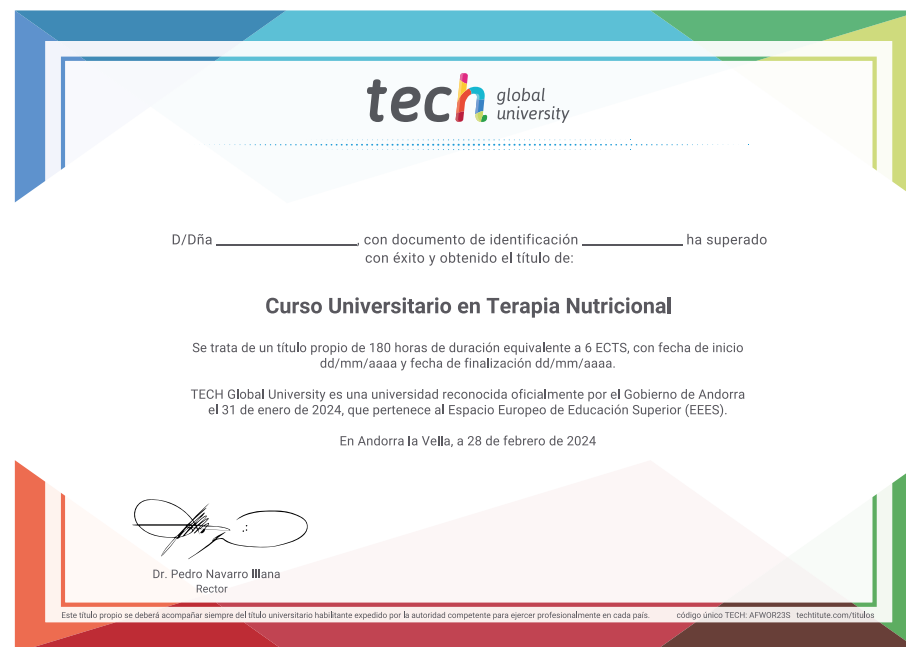 tech global university
D/Dña ____________________, con documento de identificación ______________ ha superado
con éxito y obtenido el título de:
Curso Universitario en Terapia Nutricional
Se trata de un título propio de 180 horas de duración equivalente a 6 ECTS, con fecha de inicio
dd/mm/aaaa y fecha de finalización dd/mm/aaaa.
TECH Global University es una universidad reconocida oficialmente por el Gobierno de Andorra
el 31 de enero de 2024, que pertenece al Espacio Europeo de Educación Superior (EEES).
En Andorra la Vella, a 28 de febrero de 2024
Dr. Pedro Navarro Illana
Rector
Este título propio se deberá acompañar siempre del título universitario habilitante expedido por la autoridad competente para ejercer profesionalmente en cada país. código único TECH: AFWOR23S techtitute.com/titulos